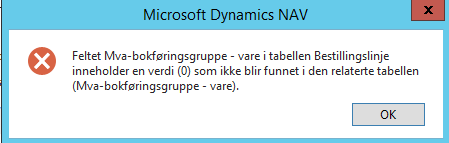 Microsoft Dynamics NAV
Feltet Mva-bokføringsgruppe - vare i tabellen Bestillingslinje
inneholder en verdi (0) som ikke blir funnet i den relaterte tabellen
(Mva-bokføringsgruppe - vare).
OK